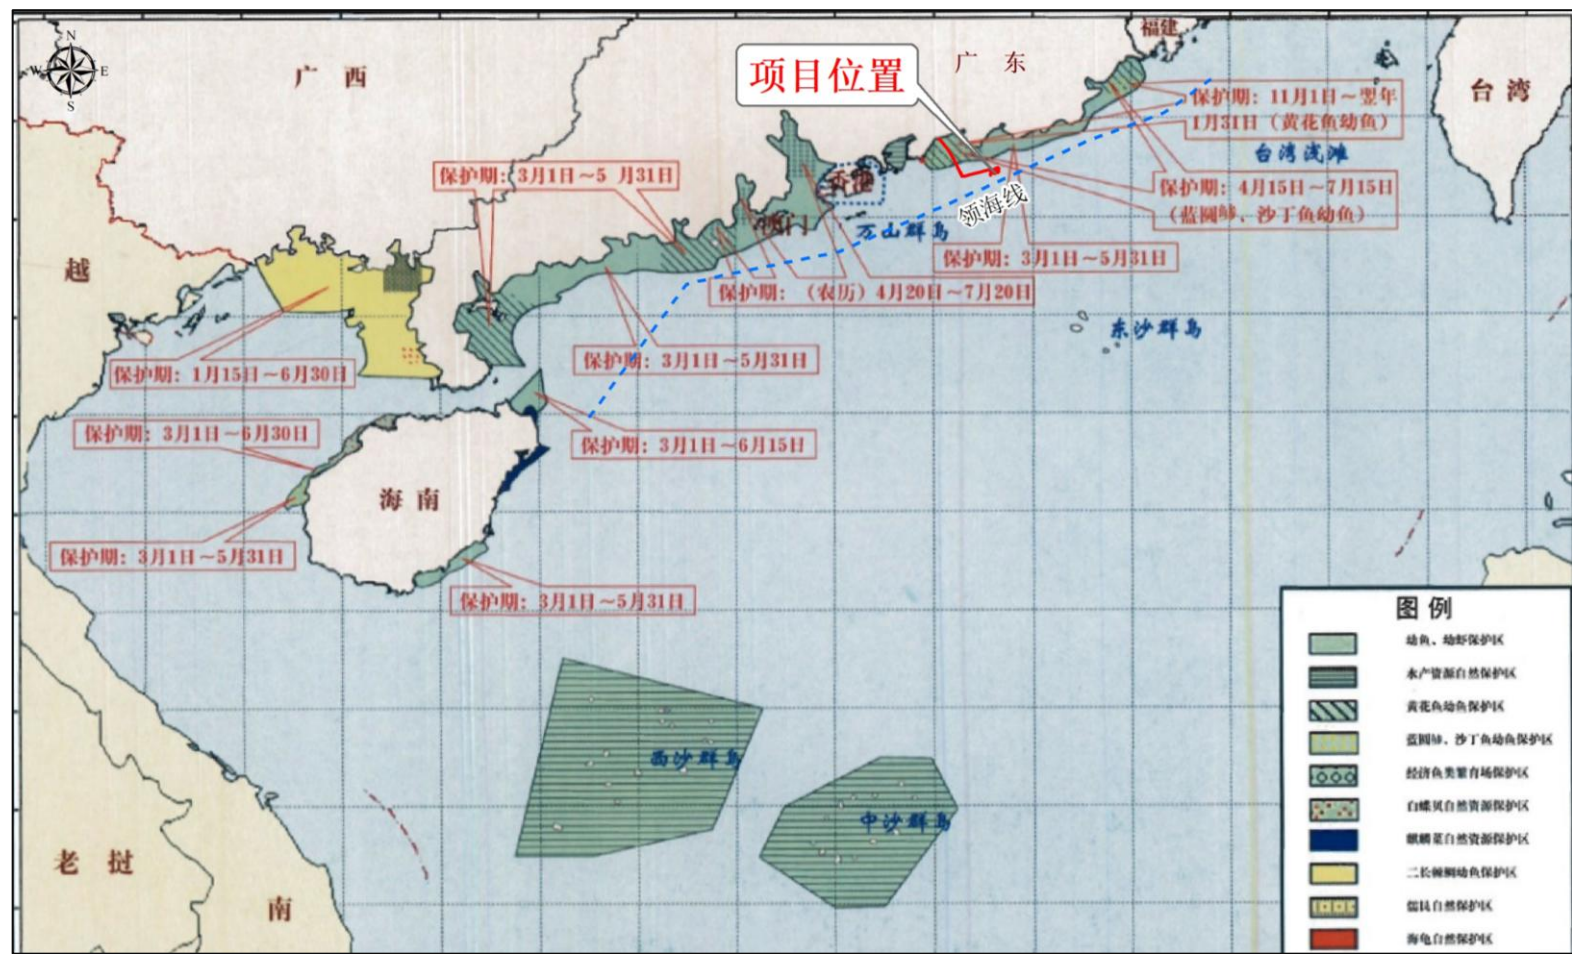 N
W
E
S
广西
广东
福建
台湾
项目位置
保护期：11月1日～翌年
1月31日（黄花鱼幼鱼）
台湾浅滩
保护期：3月1日～5月31日
香港
保护期：4月15日～7月15日
（蓝圆鲹、沙丁鱼幼鱼）
领海线
澳门
万山群岛
越
保护期：3月1日～5月31日
保护期：（农历）4月20日～7月20日
东沙群岛
保护期：3月1日～5月31日
保护期：1月15日～6月30日
保护期：3月1日～6月30日
保护期：3月1日～6月15日
海南
保护期：3月1日～5月31日
保护期：3月1日～5月31日
图例
幼鱼、幼虾保护区
水产资源自然保护区
黄花鱼幼鱼保护区
蓝圆鲹、沙丁鱼幼鱼保护区
经济鱼类繁育场保护区
白蝶贝自然资源保护区
麒麟菜自然资源保护区
二长棘鲷幼鱼保护区
儒艮自然保护区
海龟自然保护区
西沙群岛
中沙群岛
老挝
南